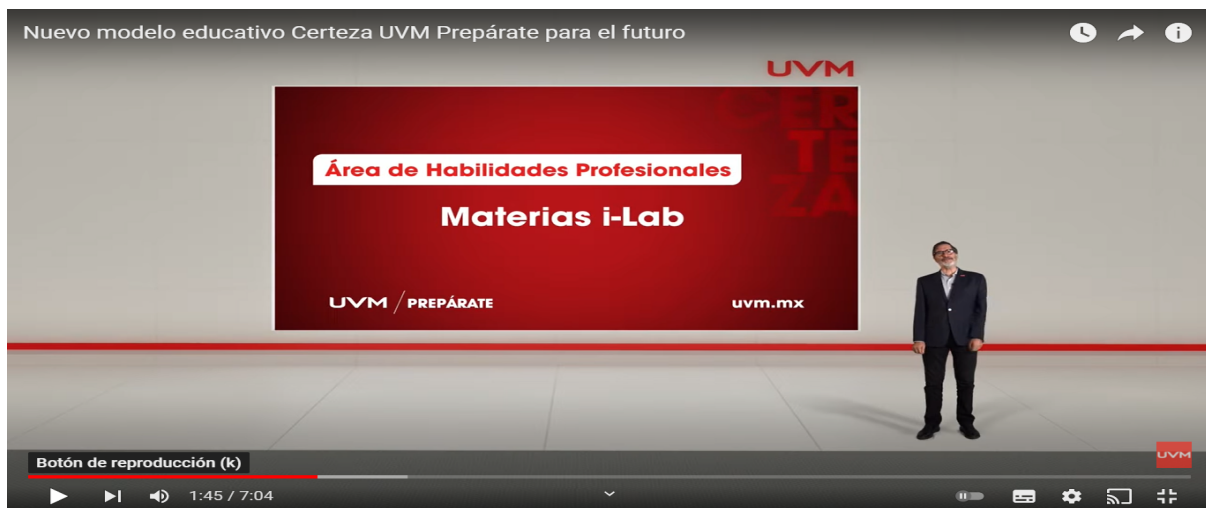 Nuevo modelo educativo Certeza UVM Prepárate para el futuro
UVM
CER
TE
ZA
Área de Habilidades Profesionales
Materias i-Lab
UVM / PREPÁRATE
uvm.mx
UVM
Botón de reproducción (k)
1:45 / 7:04